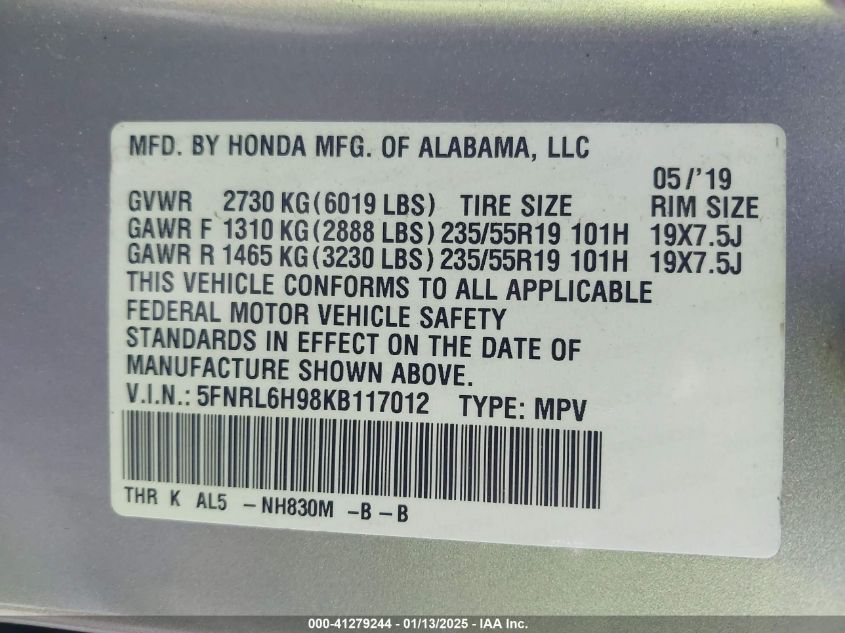 MFD. BY HONDA MFG. OF ALABAMA, LLC
05/'19
GVWR 2730 KG(6019 LBS) TIRE SIZE RIM SIZE
GAWR F 1310 KG(2888 LBS) 235/55R19 101H 19X7.5J
GAWR R 1465 KG(3230 LBS) 235/55R19 101H 19X7.5J
THIS VEHICLE CONFORMS TO ALL APPLICABLE
FEDERAL MOTOR VEHICLE SAFETY
STANDARDS IN EFFECT ON THE DATE OF
MANUFACTURE SHOWN ABOVE.
V.I.N.: 5FNRL6H98KB117012 TYPE: MPV
THR K AL5 -NH830M -B-B
000-41279244 - 01/13/2025 - IAA Inc.